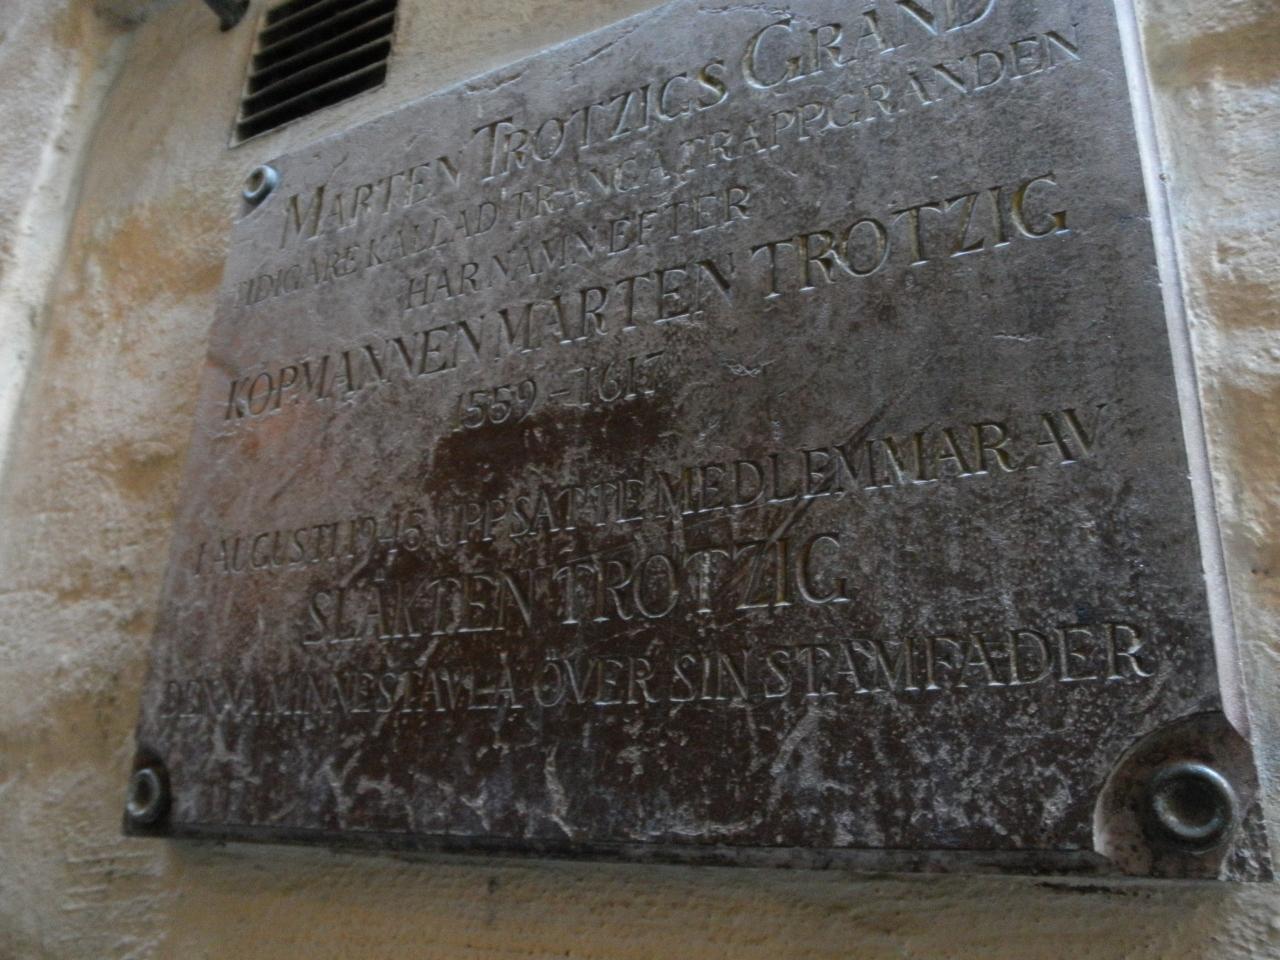 MÅRTEN TROTZIGS GRÄND
TIDIGARE KALLAD TRÅNGA TRAPPGRÄNDEN
HAR NAMN EFTER
KÖPMANNEN MÅRTEN TROTZIG
1559-1617
I AUGUSTI 1945 UPPSATTE MEDLEMMAR AV
SLÄKTEN TROTZIG
DENNA MINNESTAVLA ÖVER SIN STAMFADER